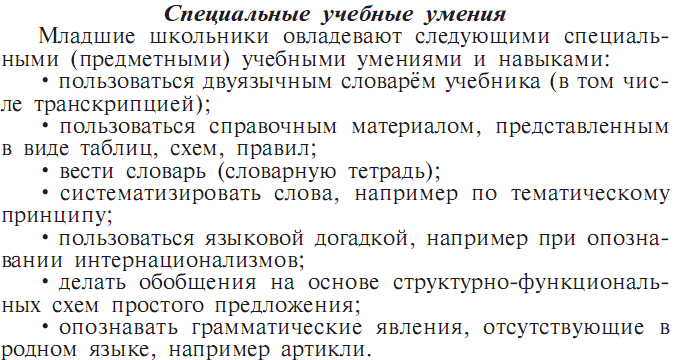 Специальные учебные умения
Младшие школьники овладевают следующими специаль-
ными (предметными) учебными умениями и навыками:
• пользоваться двуязычным словарём учебника (в том чис-
ле транскрипцией);
• пользоваться справочным материалом, представленным
в виде таблиц, схем, правил;
• вести словарь (словарную тетрадь);
• систематизировать слова, например по тематическому
принципу;
• пользоваться языковой догадкой, например при опозна-
вании интернационализмов;
• делать обобщения на основе структурно-функциональ-
ных схем простого предложения;
• опознавать грамматические явления, отсутствующие в
родном языке, например артикли.